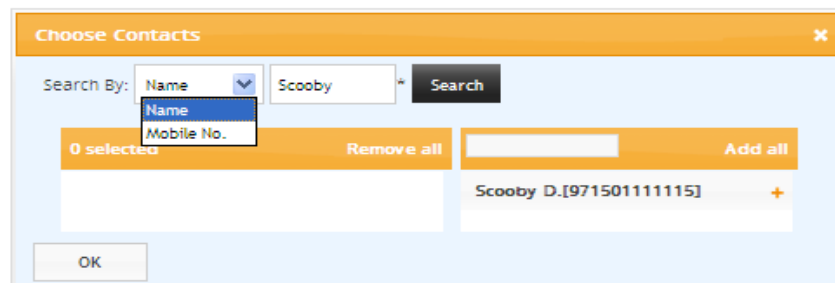 Choose Contacts ×
Search By: Name Scooby * Search
Name
Mobile No.
0 selected Remove all Add all
Scooby D.[971501111115] +
OK